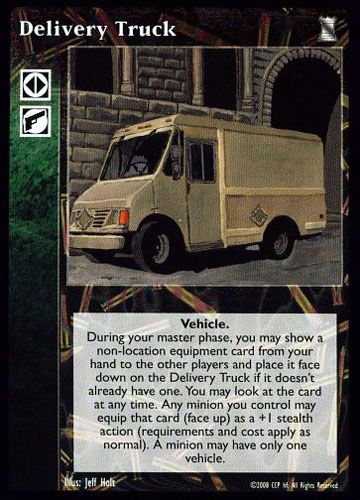 Delivery Truck
Vehicle.
During your master phase, you may show a
non-location equipment card from your
hand to the other players and place it face
down on the Delivery Truck if it doesn't
already have one. You may look at the card
at any time. Any minion you control may
equip that card (face up) as a +1 stealth
action (requirements and cost apply as
normal). A minion may have only one
vehicle.
Illus: Jeff Holt
©2008 CCP hf. All Rights Reserved